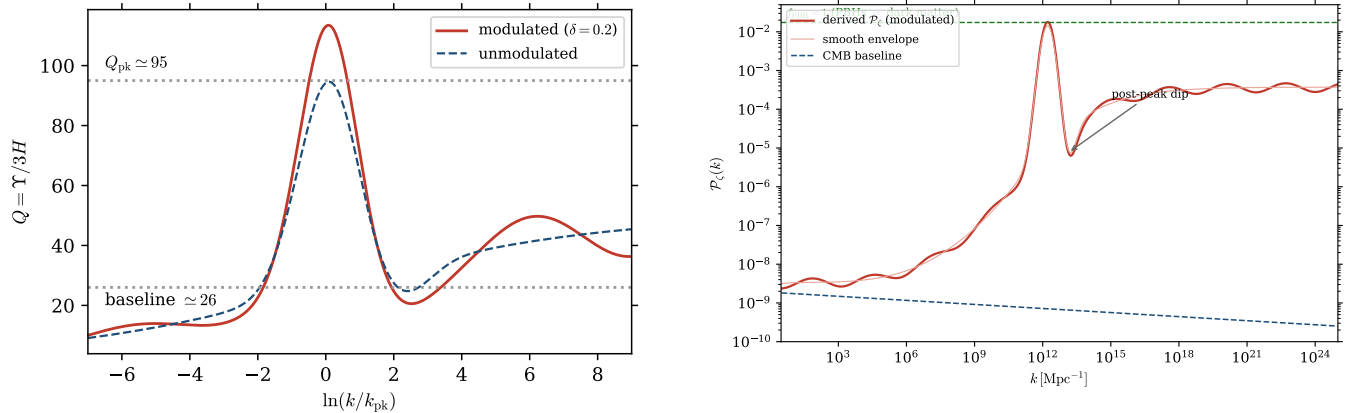 Q = Υ/3H
100
80
60
40
20
Q_pk ≃ 95
baseline ≃ 26
modulated (δ = 0.2)
unmodulated
−6 −4 −2 0 2 4 6 8
ln(k/k_pk)
𝒫_ζ(k)
10^−2
10^−3
10^−4
10^−5
10^−6
10^−7
10^−8
10^−9
10^−10
derived 𝒫_ζ (modulated)
smooth envelope
CMB baseline
post-peak dip
10^3 10^6 10^9 10^12 10^15 10^18 10^21 10^24
k [Mpc^−1]